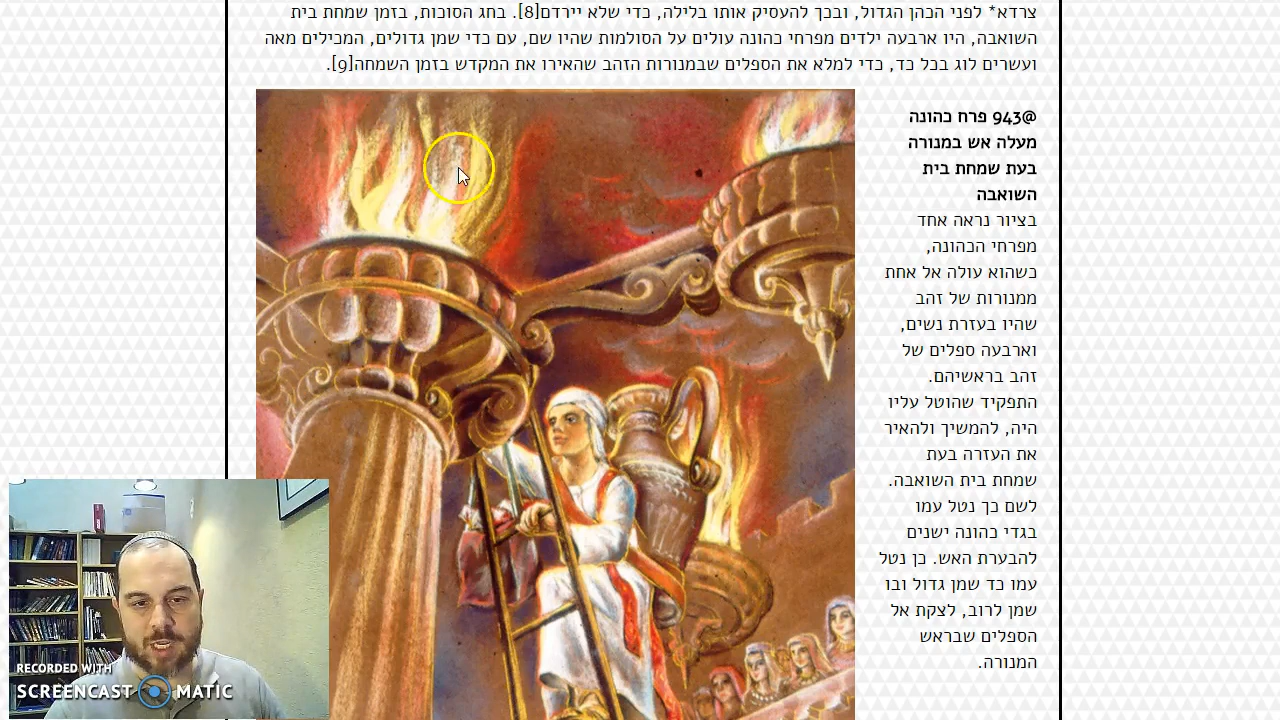 צרדא* לפני הכהן הגדול, ובכך להעסיק אותו בלילה, כדי שלא יירדם[8]. בחג הסוכות, בזמן שמחת בית
השואבה, היו ארבעה ילדים מפרחי כהונה עולים על הסולמות שהיו שם, עם כדי שמן גדולים, המכילים מאה
ועשרים לוג בכל כד, כדי למלא את הספלים שבמנורות הזהב שהאירו את המקדש בזמן השמחה[9].
@943 פרח כהונה
מעלה אש במנורה
בעת שמחת בית
השואבה
בציור נראה אחד
מפרחי הכהונה,
כשהוא עולה אל אחת
ממנורות של זהב
שהיו בעזרת נשים,
וארבעה ספלים של
זהב בראשיהם.
התפקיד שהוטל עליו
היה, להמשיך ולהאיר
את העזרה בעת
שמחת בית השואבה.
לשם כך נטל עמו
בגדי כהונה ישנים
להבערת האש. כן נטל
עמו כד שמן גדול ובו
שמן לרוב, לצקת אל
הספלים שבראש
המנורה.
RECORDED WITH
SCREENCAST MATIC